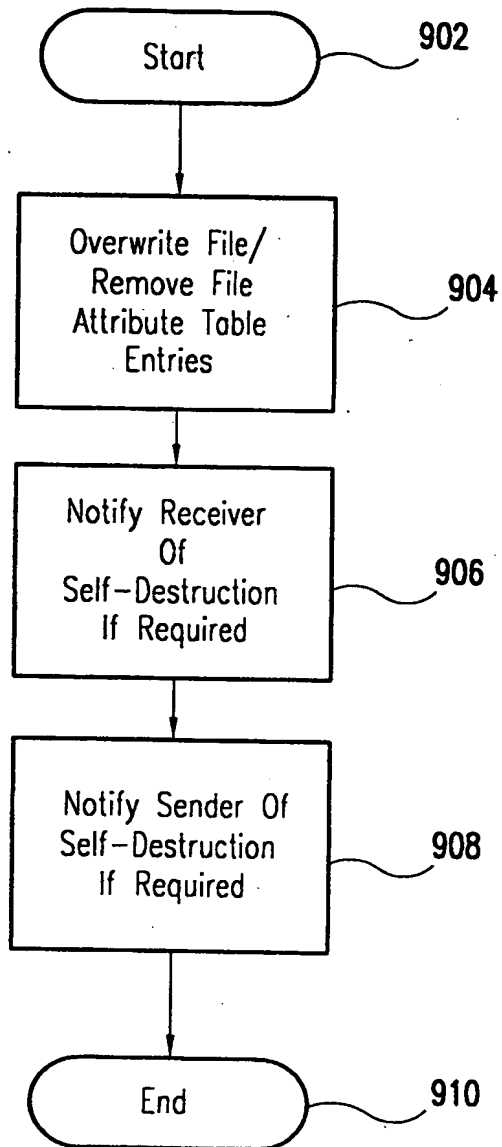 Start
902
Overwrite File/
Remove File
Attribute Table
Entries
904
Notify Receiver
Of
Self-Destruction
If Required
906
Notify Sender Of
Self-Destruction
If Required
908
End
910